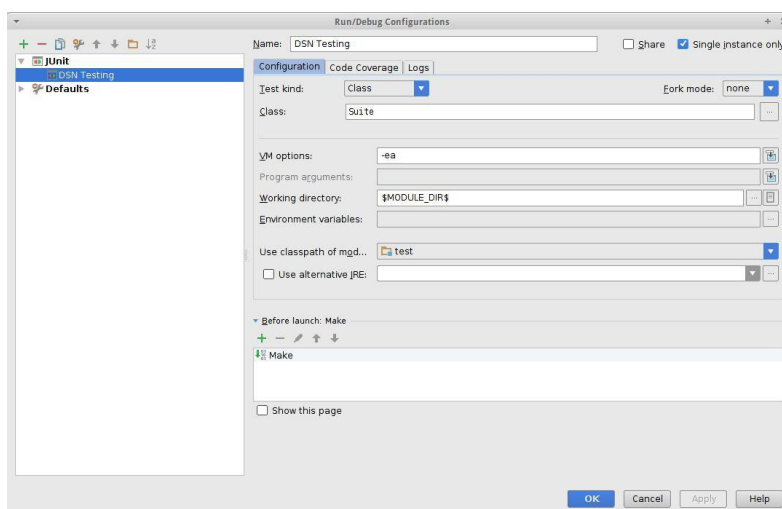 Run/Debug Configurations
Name: DSN Testing
Share
Single instance only
JUnit
DSN Testing
Defaults
Configuration
Code Coverage
Logs
Test kind: Class
Fork mode: none
Class: Suite
...
VM options: -ea
Program arguments:
Working directory: $MODULE_DIR$
...
Environment variables:
...
Use classpath of mod... test
Use alternative JRE:
...
Before launch: Make
Make
Show this page
OK
Cancel
Apply
Help